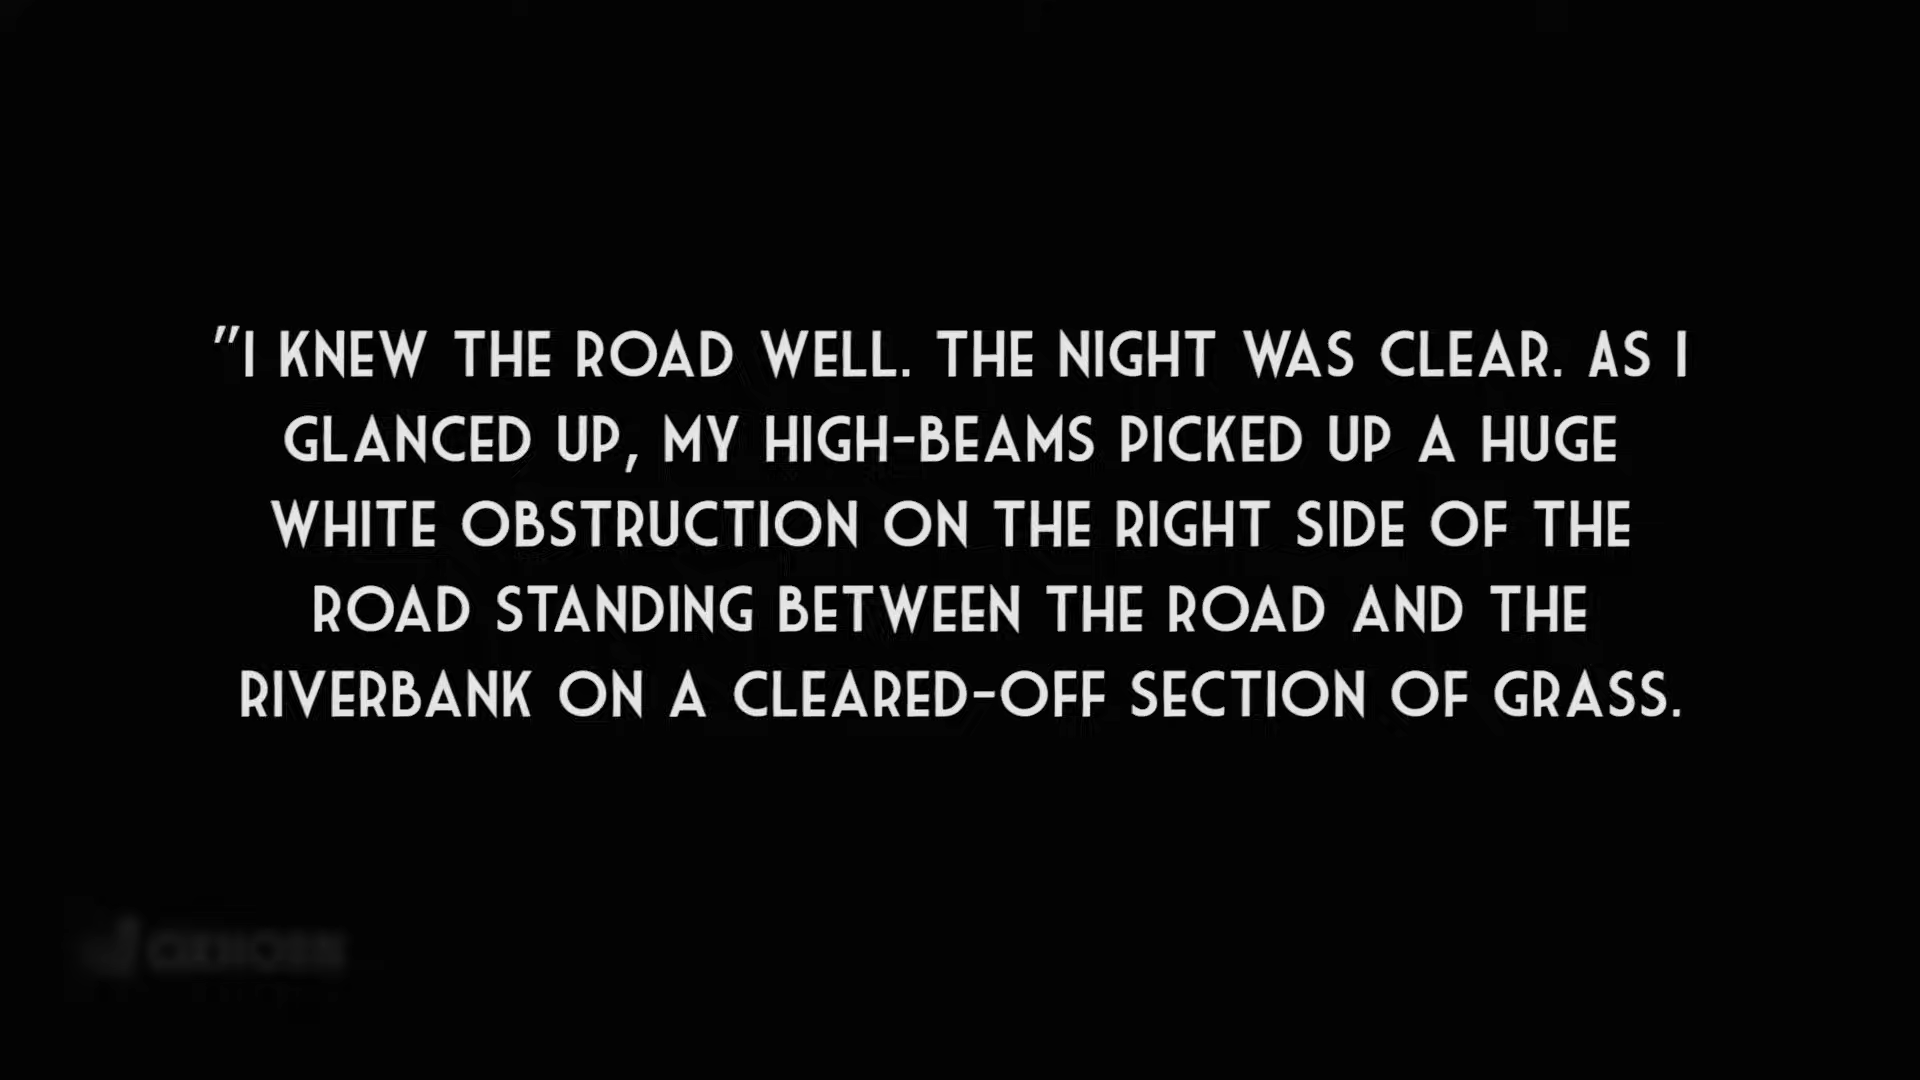 "I KNEW THE ROAD WELL. THE NIGHT WAS CLEAR. AS I
GLANCED UP, MY HIGH-BEAMS PICKED UP A HUGE
WHITE OBSTRUCTION ON THE RIGHT SIDE OF THE
ROAD STANDING BETWEEN THE ROAD AND THE
RIVERBANK ON A CLEARED-OFF SECTION OF GRASS.
OXHORN